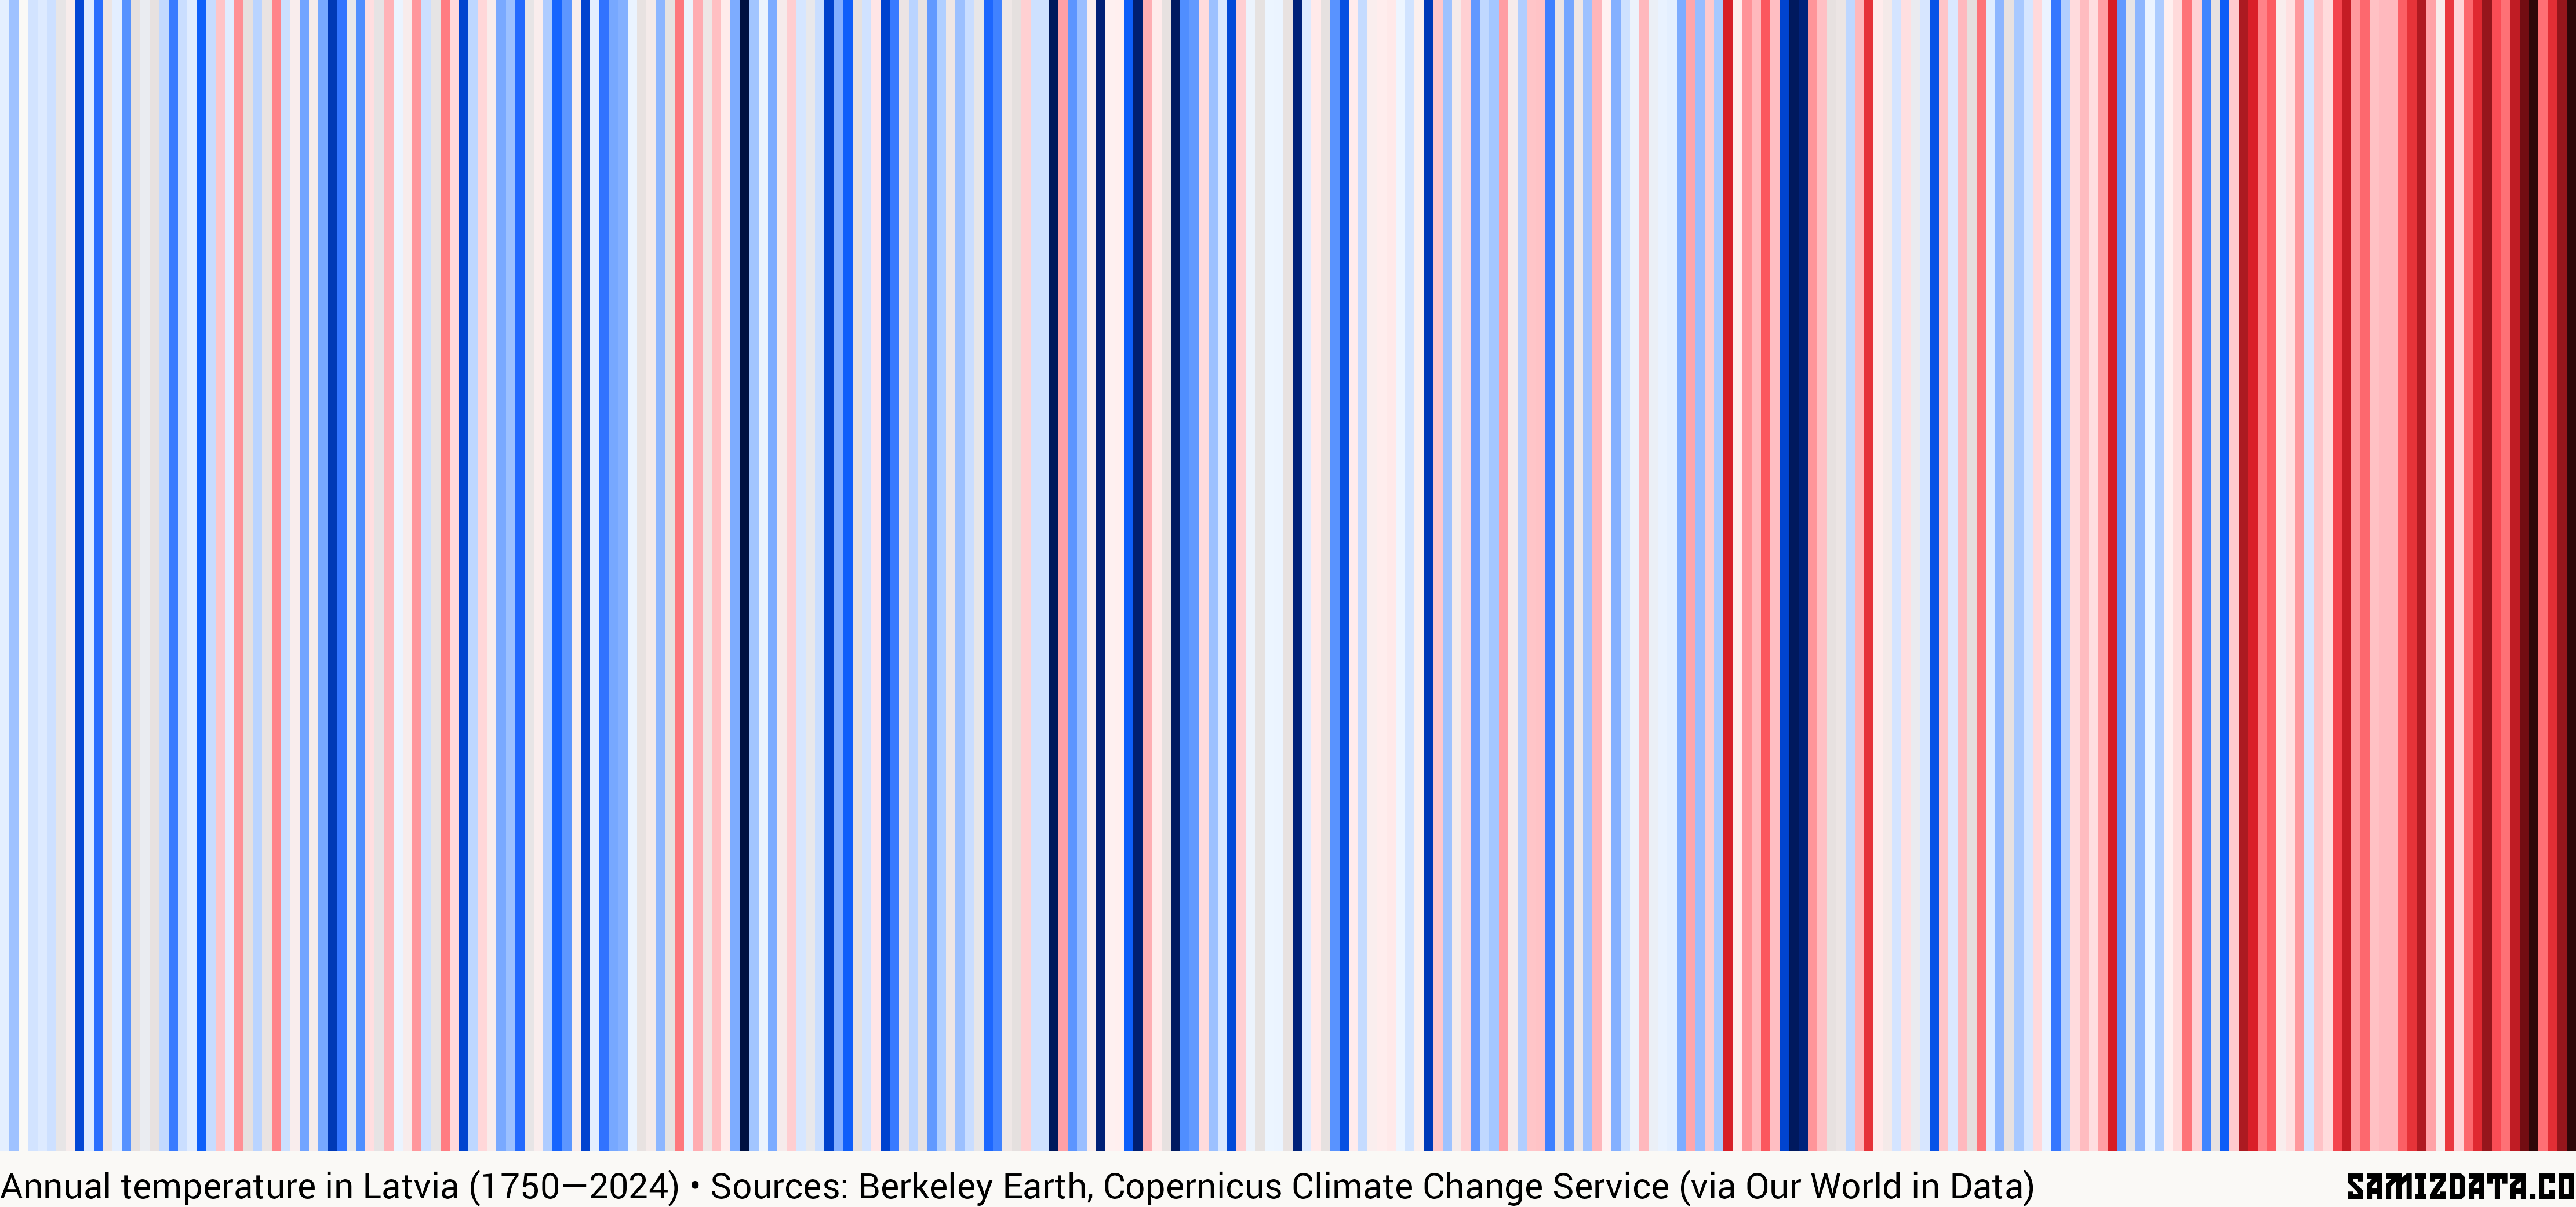 Annual temperature in Latvia (1750—2024) • Sources: Berkeley Earth, Copernicus Climate Change Service (via Our World in Data)
SAMIZDATA.CO